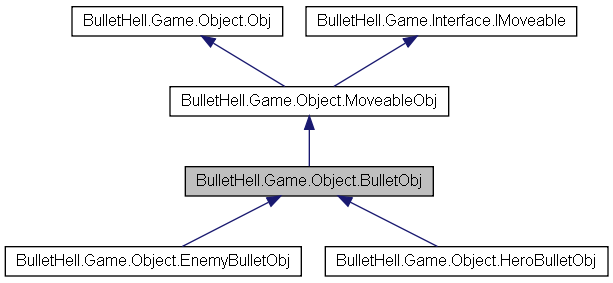 BulletHell.Game.Object.Obj
BulletHell.Game.Interface.IMoveable
BulletHell.Game.Object.MoveableObj
BulletHell.Game.Object.BulletObj
BulletHell.Game.Object.EnemyBulletObj
BulletHell.Game.Object.HeroBulletObj